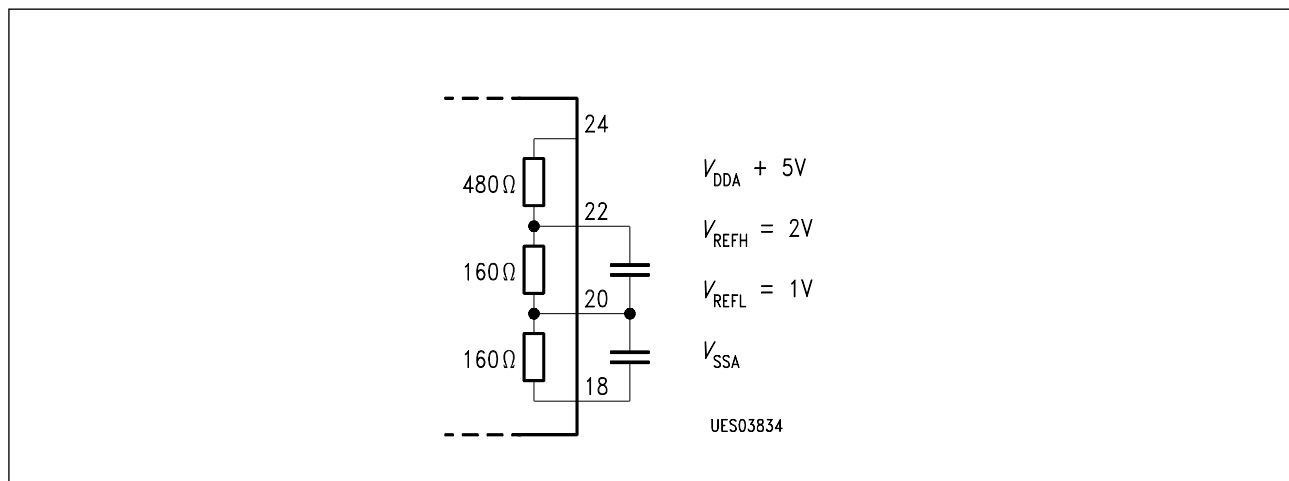 24
480Ω
V_DDA + 5V
22
V_REFH = 2V
160Ω
20
V_REFL = 1V
160Ω
V_SSA
18
UES03834